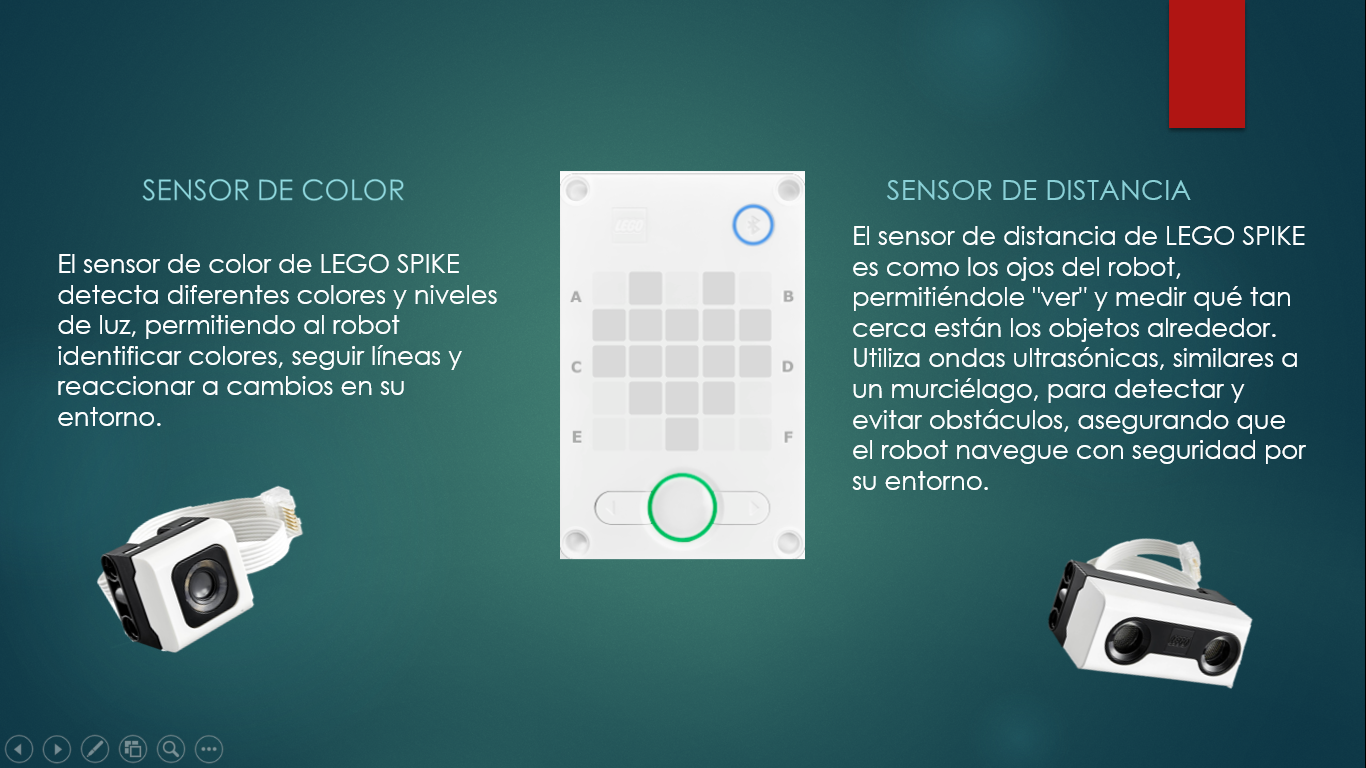 SENSOR DE COLOR
El sensor de color de LEGO SPIKE
detecta diferentes colores y niveles
de luz, permitiendo al robot
identificar colores, seguir líneas y
reaccionar a cambios en su
entorno.
LEGO
A
B
C
D
E
F
SENSOR DE DISTANCIA
El sensor de distancia de LEGO SPIKE
es como los ojos del robot,
permitiéndole "ver" y medir qué tan
cerca están los objetos alrededor.
Utiliza ondas ultrasónicas, similares a
un murciélago, para detectar y
evitar obstáculos, asegurando que
el robot navegue con seguridad por
su entorno.